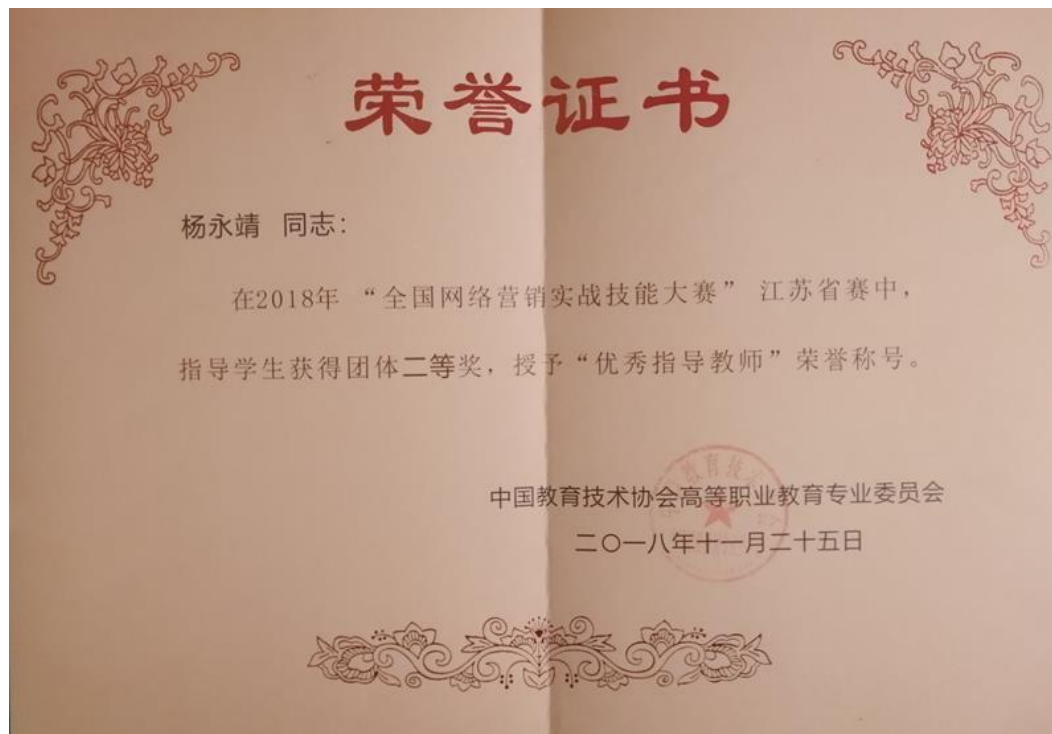 荣誉证书
杨永靖 同志：
在2018年 “全国网络营销实战技能大赛” 江苏省赛中，
指导学生获得团体二等奖，授予“优秀指导教师”荣誉称号。
中国教育技术协会高等职业教育专业委员会
二〇一八年十一月二十五日